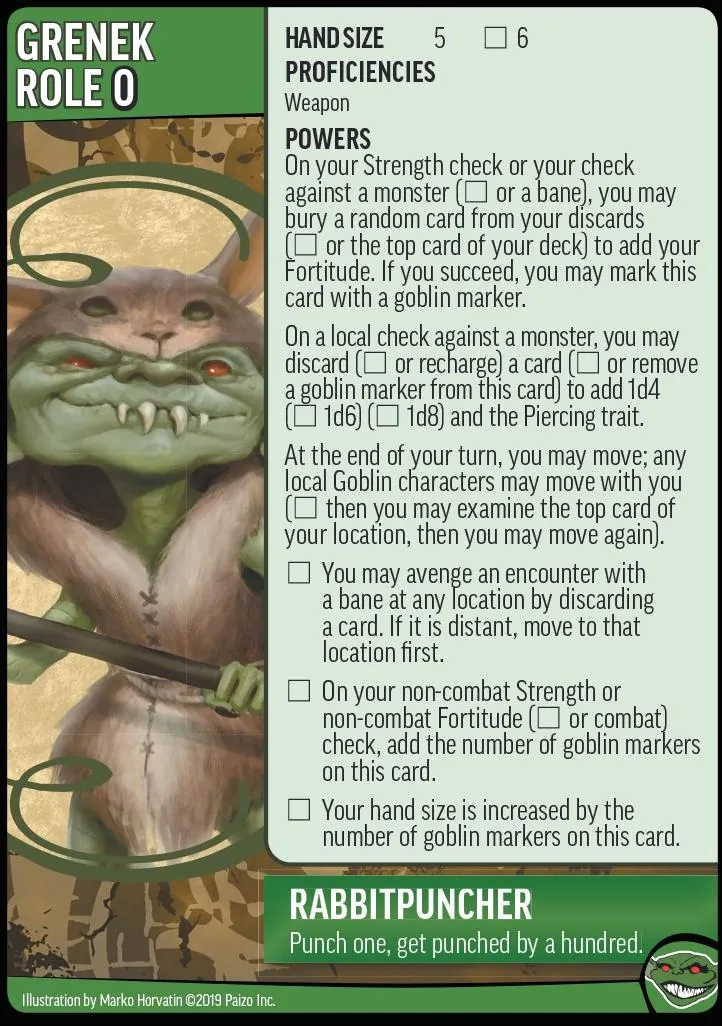 GRENEK
ROLE 0
HAND SIZE 5 ☐ 6
PROFICIENCIES
Weapon
POWERS
On your Strength check or your check
against a monster (☐ or a bane), you may
bury a random card from your discards
(☐ or the top card of your deck) to add your
Fortitude. If you succeed, you may mark this
card with a goblin marker.
On a local check against a monster, you may
discard (☐ or recharge) a card (☐ or remove
a goblin marker from this card) to add 1d4
(☐ 1d6) (☐ 1d8) and the Piercing trait.
At the end of your turn, you may move; any
local Goblin characters may move with you
(☐ then you may examine the top card of
your location, then you may move again).
☐ You may avenge an encounter with
a bane at any location by discarding
a card. If it is distant, move to that
location first.
☐ On your non-combat Strength or
non-combat Fortitude (☐ or combat)
check, add the number of goblin markers
on this card.
☐ Your hand size is increased by the
number of goblin markers on this card.
RABBITPUNCHER
Punch one, get punched by a hundred.
Illustration by Marko Horvatin ©2019 Paizo Inc.